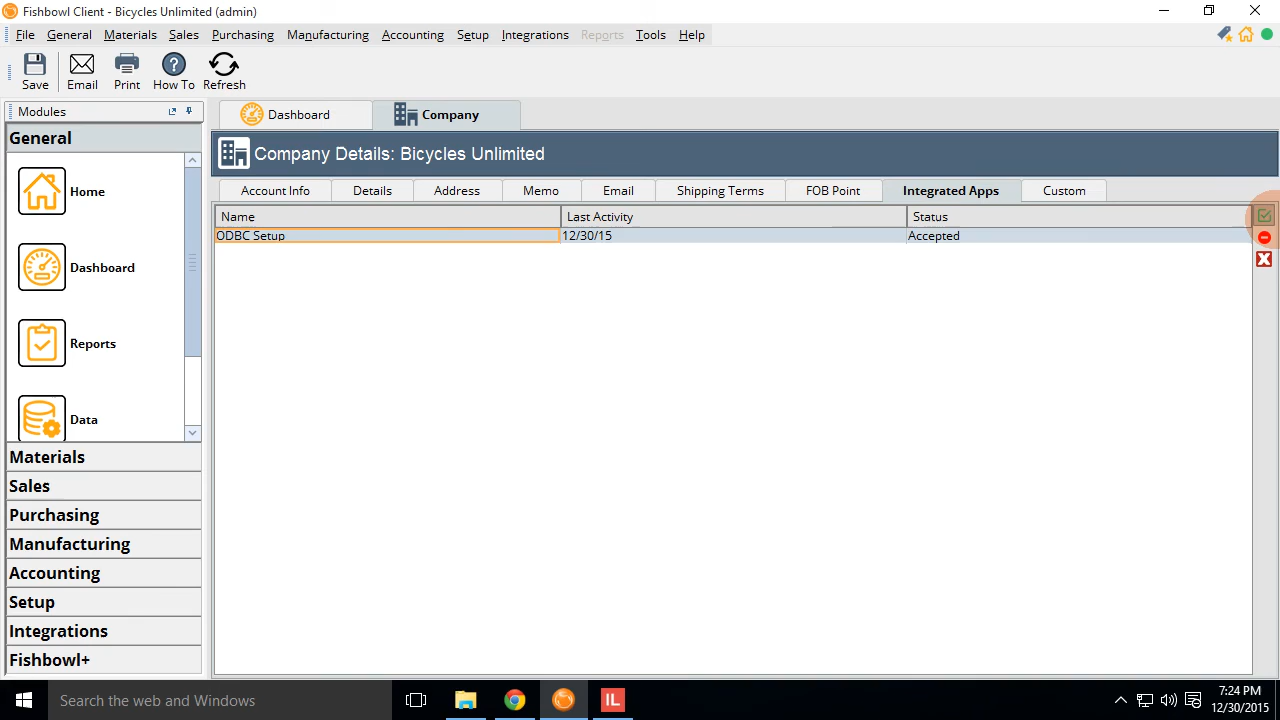 Fishbowl Client - Bicycles Unlimited (admin)
File General Materials Sales Purchasing Manufacturing Accounting Setup Integrations Reports Tools Help
Save Email Print How To Refresh
Modules
General
Home
Dashboard
Reports
Data
Materials
Sales
Purchasing
Manufacturing
Accounting
Setup
Integrations
Fishbowl+
Dashboard Company
Company Details: Bicycles Unlimited
Account Info Details Address Memo Email Shipping Terms FOB Point Integrated Apps Custom
Name Last Activity Status
ODBC Setup 12/30/15 Accepted
Search the web and Windows
IL
7:24 PM
12/30/2015